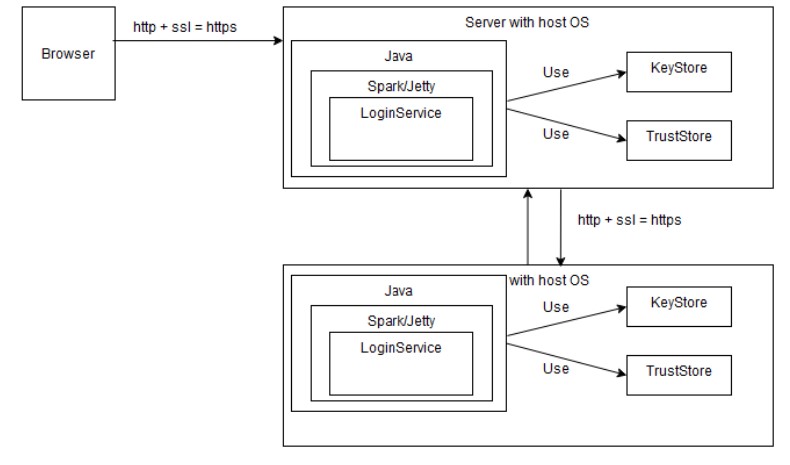 http + ssl = https
Browser
Server with host OS
Java
Spark/Jetty
LoginService
Use
KeyStore
Use
TrustStore
http + ssl = https
with host OS
Java
Spark/Jetty
LoginService
Use
KeyStore
Use
TrustStore